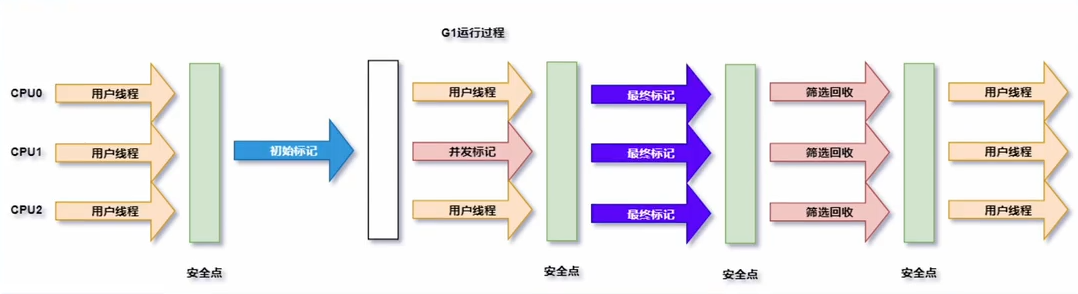 G1运行过程
CPU0 用户线程 用户线程 最终标记 筛选回收 用户线程
CPU1 用户线程 初始标记 并发标记 最终标记 筛选回收 用户线程
CPU2 用户线程 用户线程 最终标记 筛选回收 用户线程
安全点 安全点 安全点 安全点